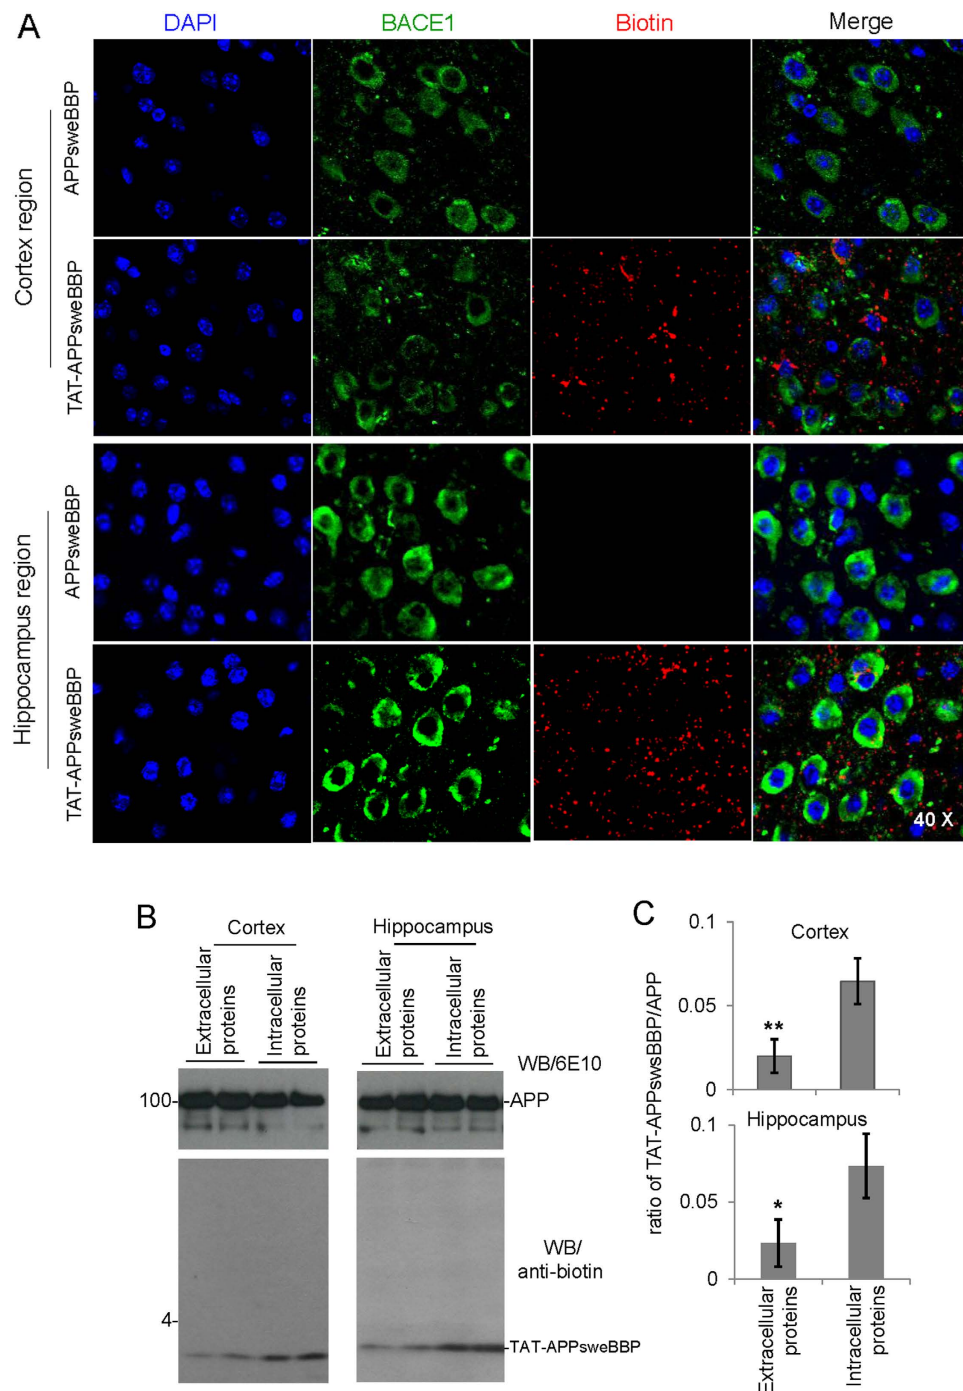 A
DAPI BACE1 Biotin Merge
Cortex region
APPsweBBP
TAT-APPsweBBP
Hippocampus region
APPsweBBP
TAT-APPsweBBP
40 X
B
Cortex Hippocampus
Extracellular
proteins
Intracellular
proteins
Extracellular
proteins
Intracellular
proteins
WB/6E10
100- -APP
WB/
anti-biotin
4-
-TAT-APPsweBBP
C
ratio of TAT-APPswsBBP/APP
0.1
Cortex
0.05
**
0
0.1
Hippocampus
0.05
*
0
Extracellular
proteins
Intracellular
proteins